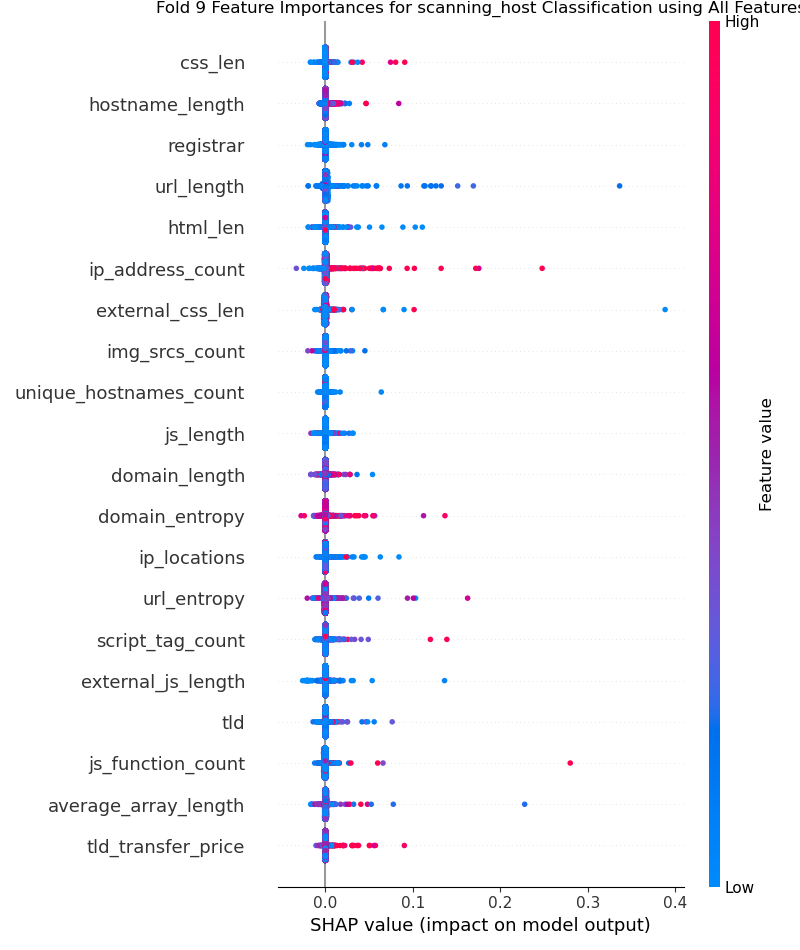 Fold 9 Feature Importances for scanning_host Classification using All Features
High
css_len
hostname_length
registrar
url_length
html_len
ip_address_count
external_css_len
img_srcs_count
unique_hostnames_count
js_length
domain_length
domain_entropy
ip_locations
url_entropy
script_tag_count
external_js_length
tld
js_function_count
average_array_length
tld_transfer_price
Feature value
Low
0.0 0.1 0.2 0.3 0.4
SHAP value (impact on model output)